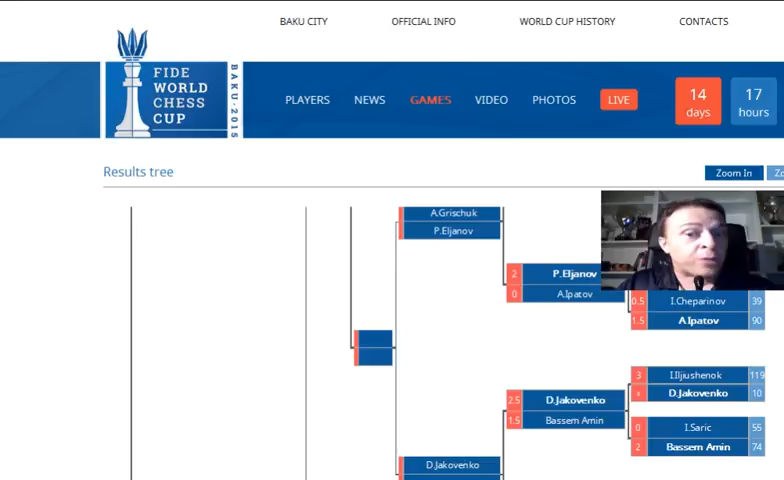 BAKU CITY
OFFICIAL INFO
WORLD CUP HISTORY
CONTACTS
FIDE
WORLD
CHESS
CUP
BAKU·2015
PLAYERS
NEWS
GAMES
VIDEO
PHOTOS
LIVE
14
days
17
hours
Results tree
Zoom In
A.Grischuk
P.Eljanov
2 P.Eljanov
0 A.Ipatov
0.5 I.Cheparinov 39
1.5 A.Ipatov 90
3 I.Iljiushenok 119
D.Jakovenko 10
2.5 D.Jakovenko
1.5 Bassem Amin
0 I.Saric 55
2 Bassem Amin 74
D.Jakovenko